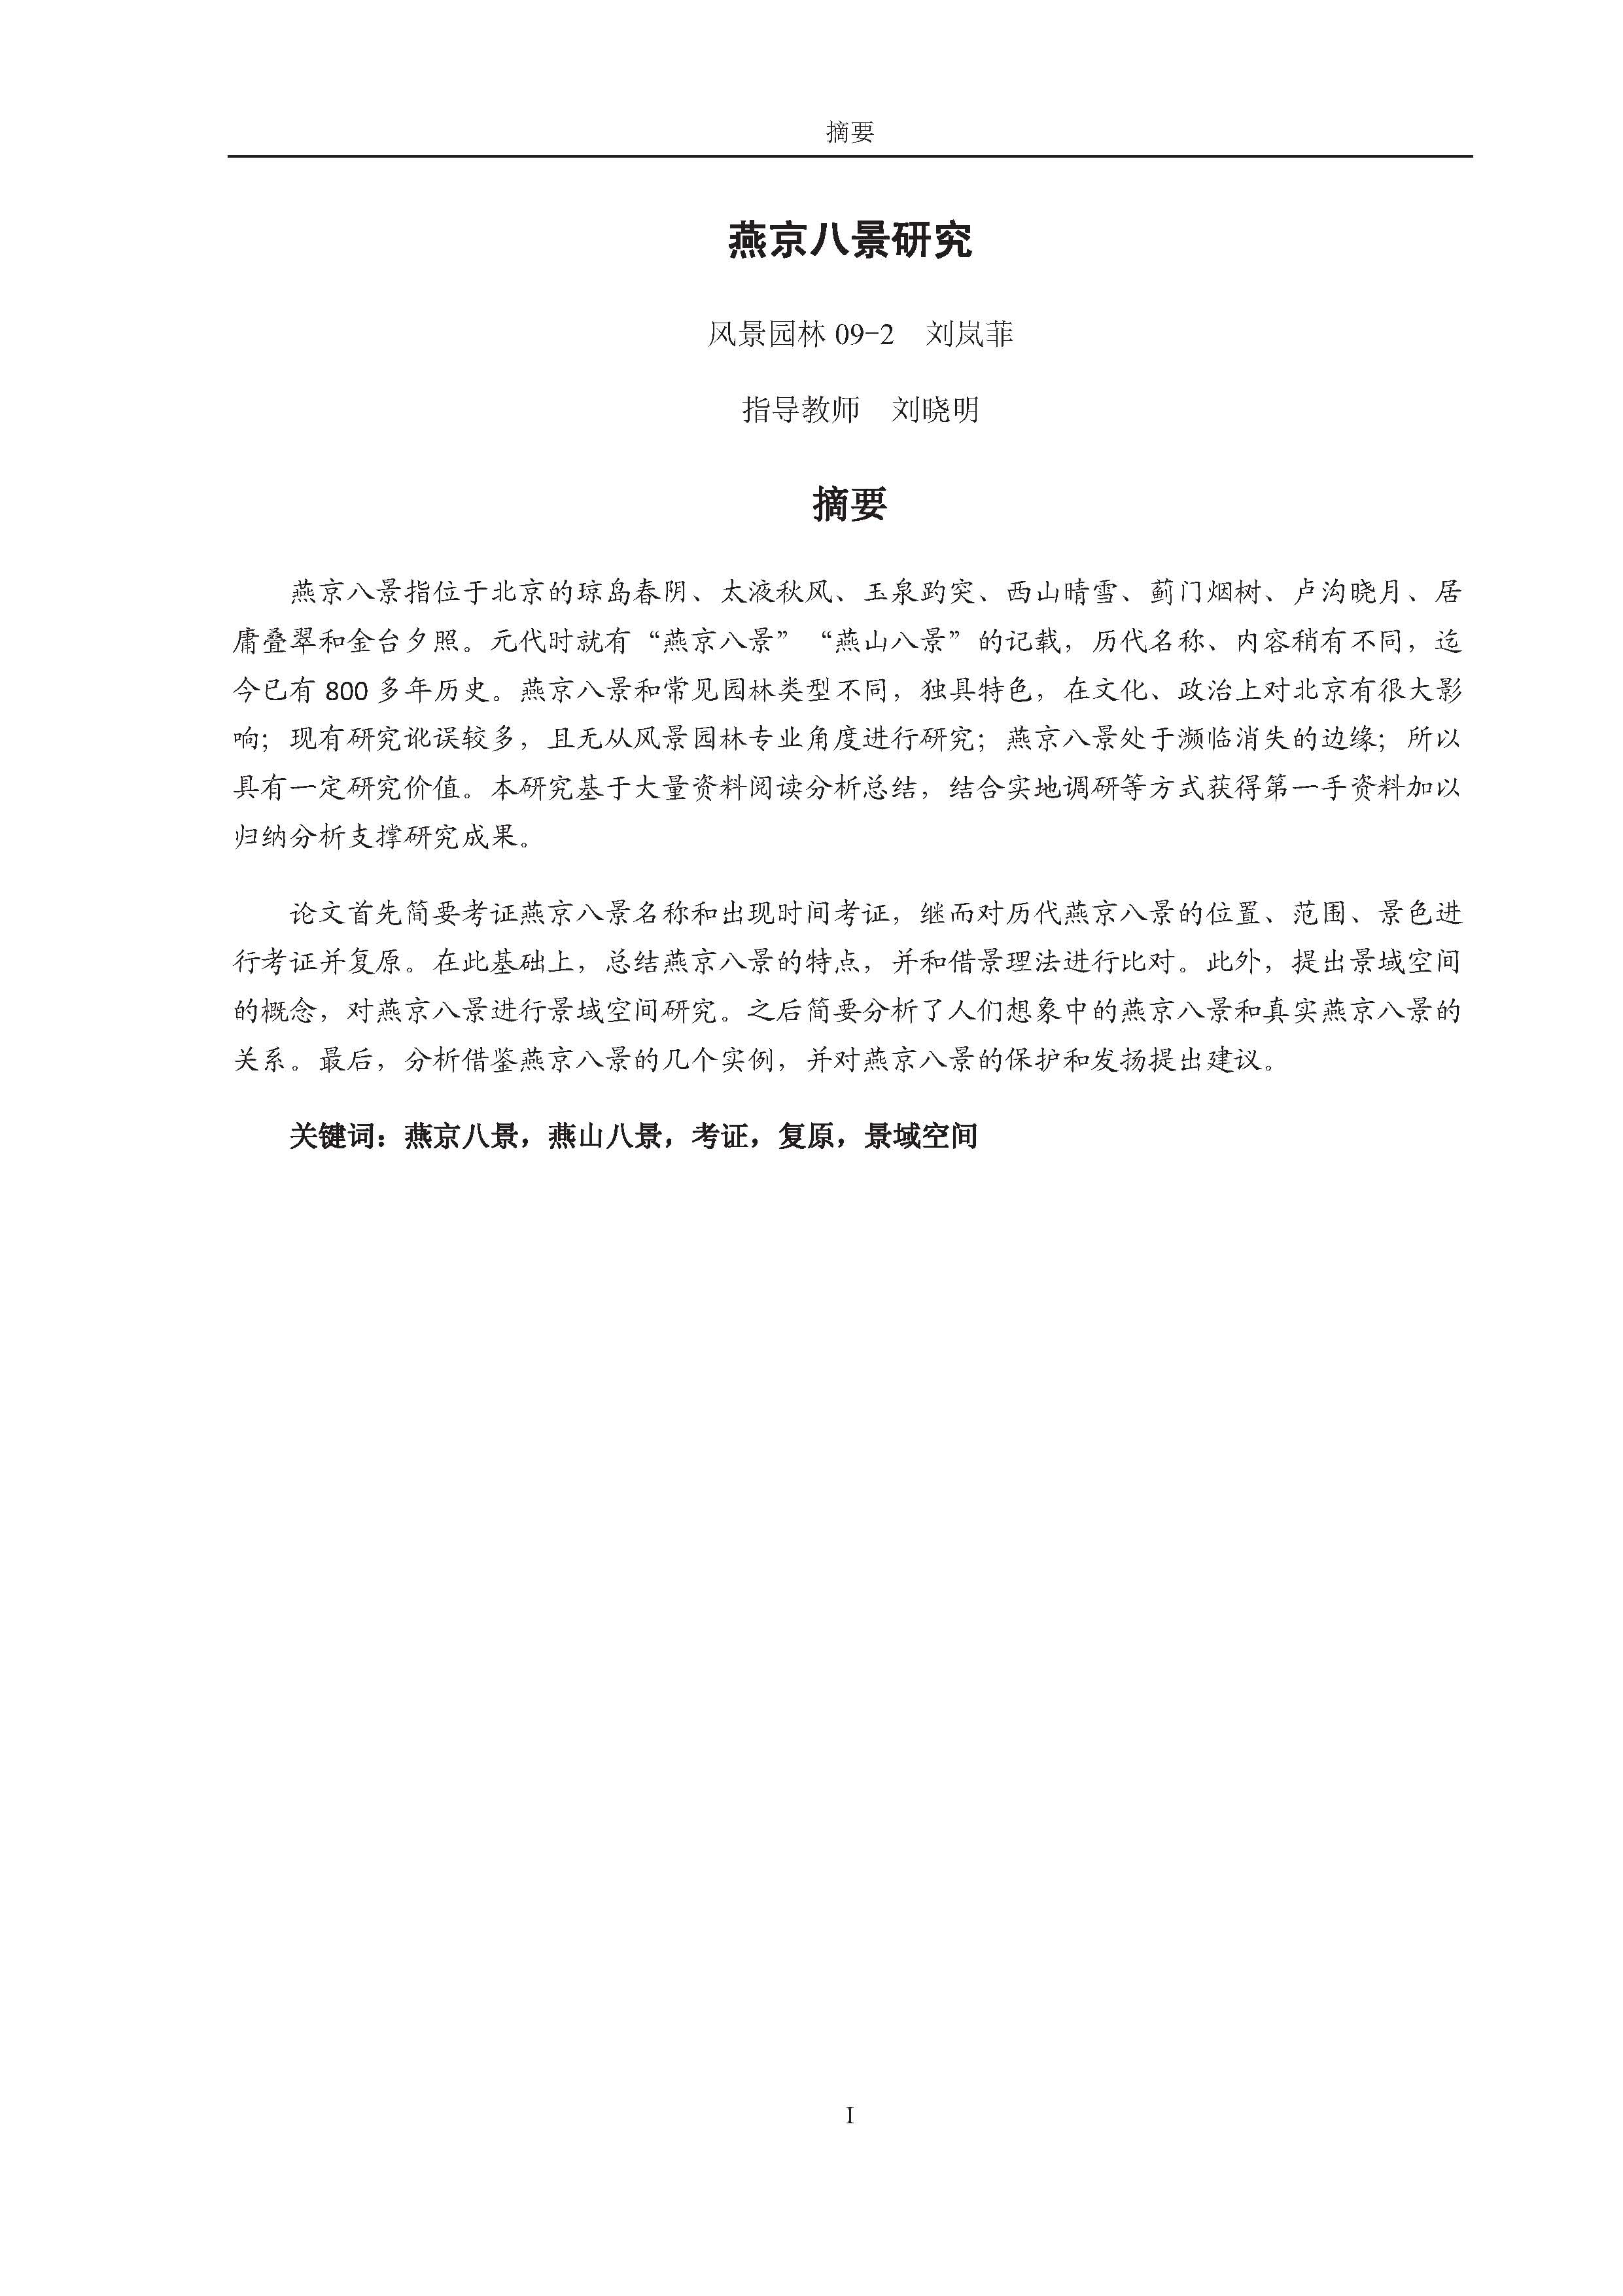 摘要
燕京八景研究
风景园林 09-2　刘岚菲
指导教师　刘晓明
摘要
燕京八景指位于北京的琼岛春阴、太液秋风、玉泉趵突、西山晴雪、蓟门烟树、卢沟晓月、居
庸叠翠和金台夕照。元代时就有“燕京八景”“燕山八景”的记载，历代名称、内容稍有不同，迄
今已有 800 多年历史。燕京八景和常见园林类型不同，独具特色，在文化、政治上对北京有很大影
响；现有研究讹误较多，且无从风景园林专业角度进行研究；燕京八景处于濒临消失的边缘；所以
具有一定研究价值。本研究基于大量资料阅读分析总结，结合实地调研等方式获得第一手资料加以
归纳分析支撑研究成果。
论文首先简要考证燕京八景名称和出现时间考证，继而对历代燕京八景的位置、范围、景色进
行考证并复原。在此基础上，总结燕京八景的特点，并和借景理法进行比对。此外，提出景域空间
的概念，对燕京八景进行景域空间研究。之后简要分析了人们想象中的燕京八景和真实燕京八景的
关系。最后，分析借鉴燕京八景的几个实例，并对燕京八景的保护和发扬提出建议。
关键词：燕京八景，燕山八景，考证，复原，景域空间
I